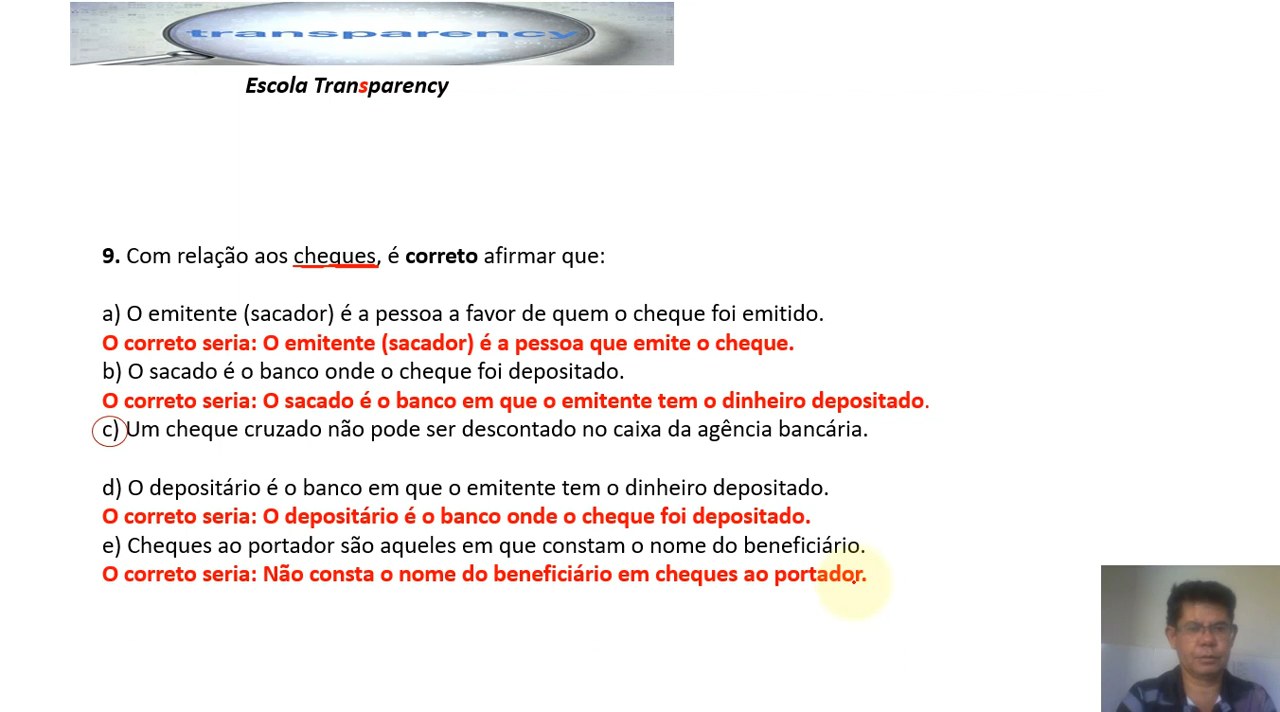 transparency
Escola Transparency
9. Com relação aos cheques, é correto afirmar que:
a) O emitente (sacador) é a pessoa a favor de quem o cheque foi emitido.
O correto seria: O emitente (sacador) é a pessoa que emite o cheque.
b) O sacado é o banco onde o cheque foi depositado.
O correto seria: O sacado é o banco em que o emitente tem o dinheiro depositado.
c) Um cheque cruzado não pode ser descontado no caixa da agência bancária.
d) O depositário é o banco em que o emitente tem o dinheiro depositado.
O correto seria: O depositário é o banco onde o cheque foi depositado.
e) Cheques ao portador são aqueles em que constam o nome do beneficiário.
O correto seria: Não consta o nome do beneficiário em cheques ao portador.